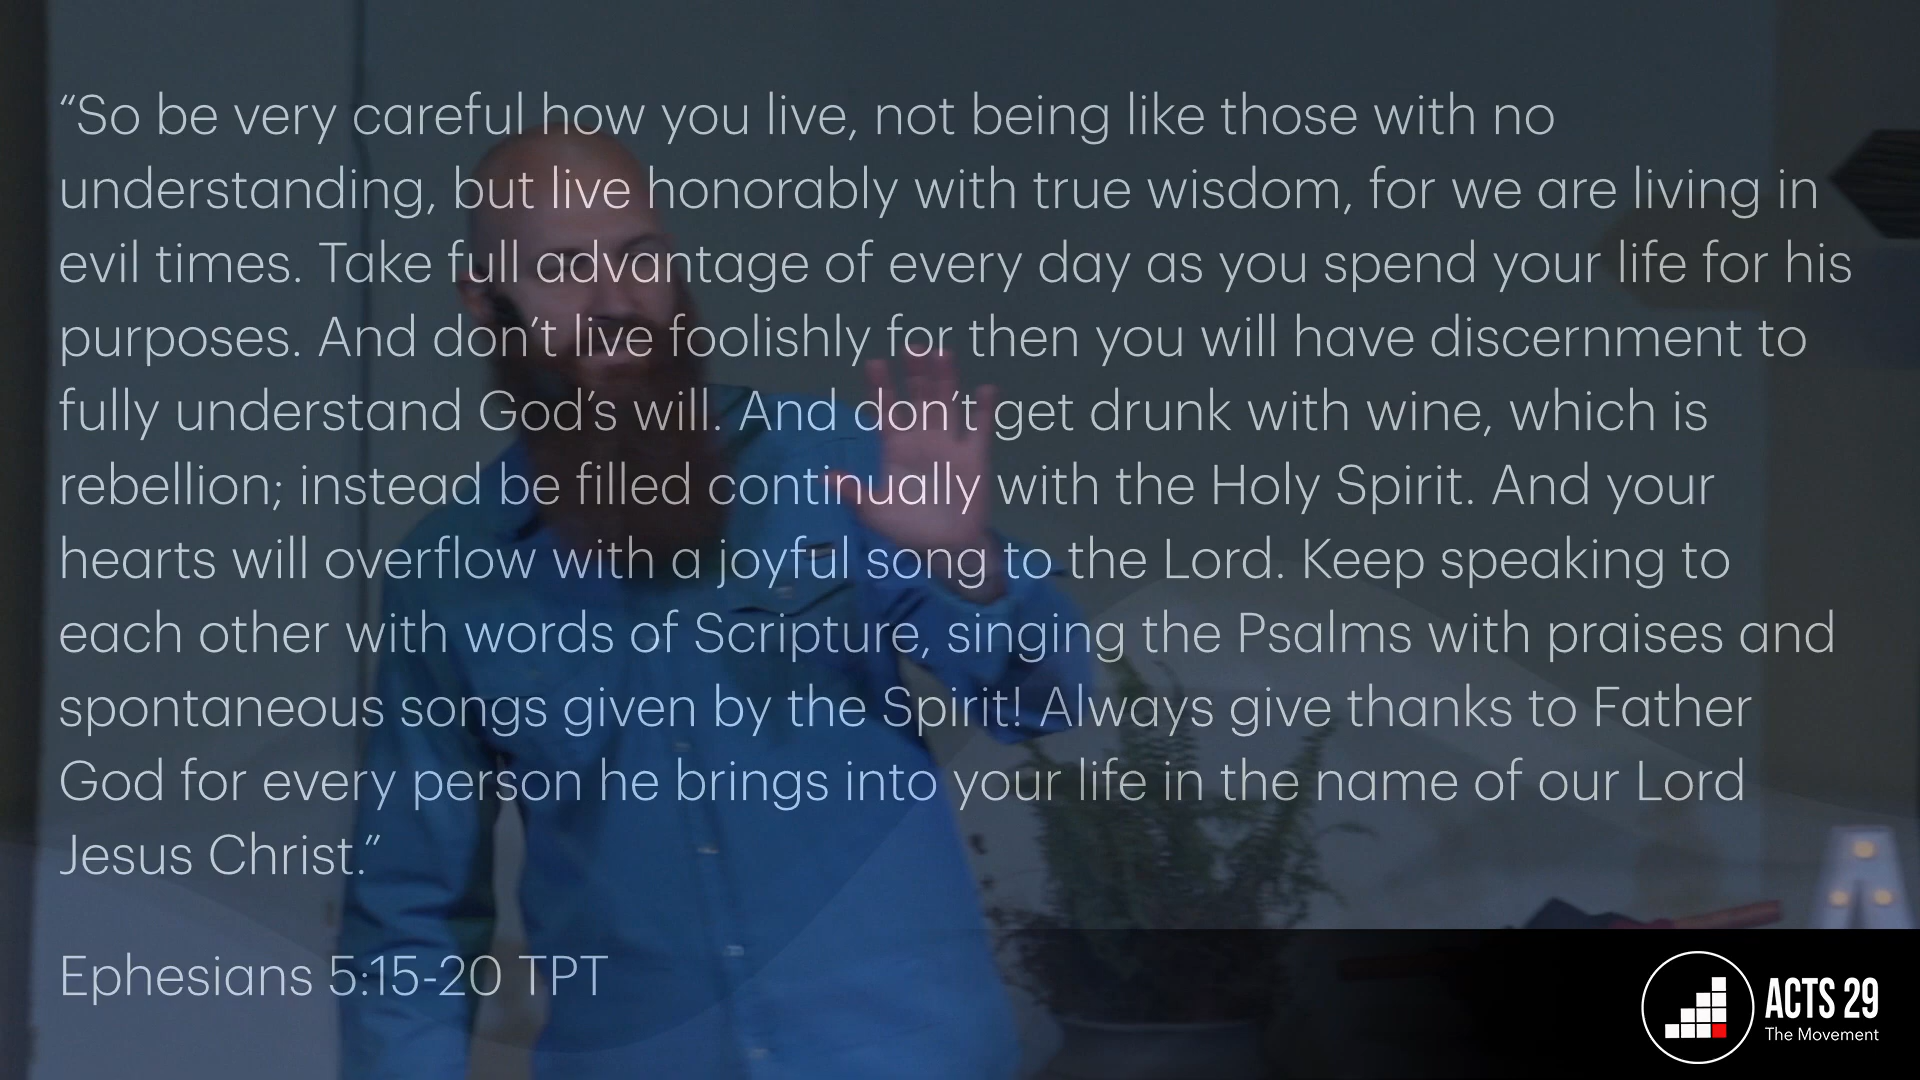 “So be very careful how you live, not being like those with no
understanding, but live honorably with true wisdom, for we are living in
evil times. Take full advantage of every day as you spend your life for his
purposes. And don’t live foolishly for then you will have discernment to
fully understand God’s will. And don’t get drunk with wine, which is
rebellion; instead be filled continually with the Holy Spirit. And your
hearts will overflow with a joyful song to the Lord. Keep speaking to
each other with words of Scripture, singing the Psalms with praises and
spontaneous songs given by the Spirit! Always give thanks to Father
God for every person he brings into your life in the name of our Lord
Jesus Christ.”
Ephesians 5:15-20 TPT
ACTS 29
The Movement